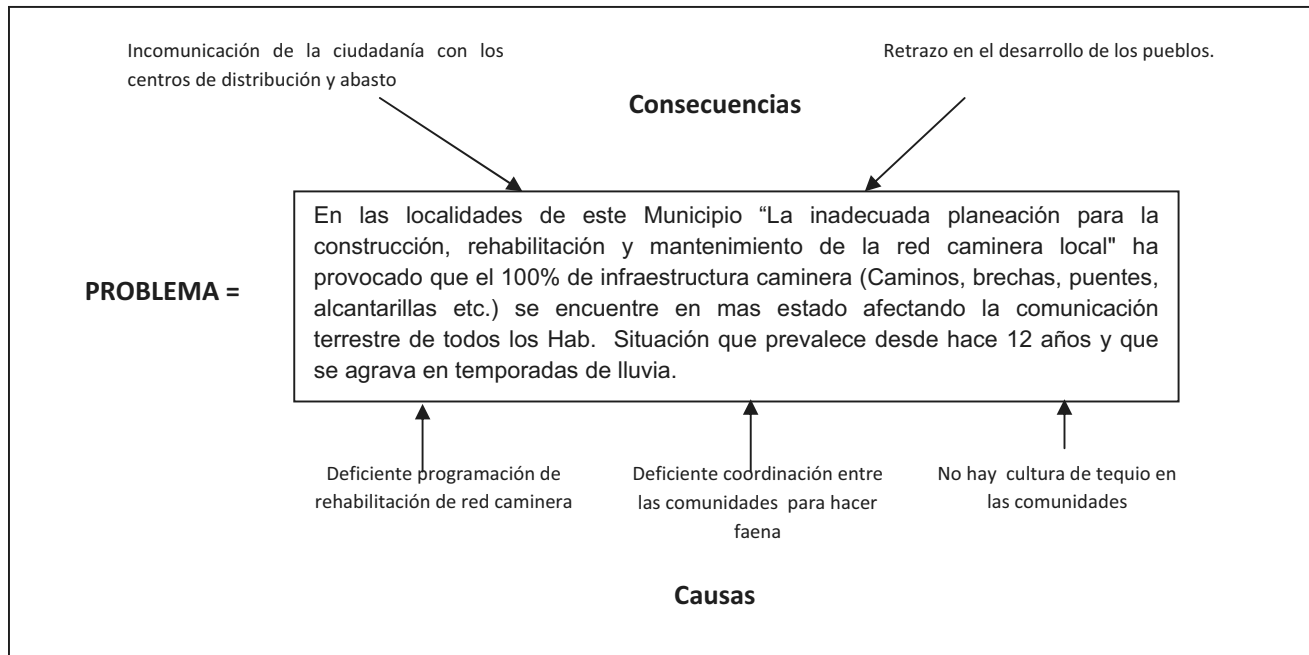 Incomunicación de la ciudadanía con los
centros de distribución y abasto
Retrazo en el desarrollo de los pueblos.
Consecuencias
PROBLEMA =
En las localidades de este Municipio “La inadecuada planeación para la
construcción, rehabilitación y mantenimiento de la red caminera local" ha
provocado que el 100% de infraestructura caminera (Caminos, brechas, puentes,
alcantarillas etc.) se encuentre en mas estado afectando la comunicación
terrestre de todos los Hab. Situación que prevalece desde hace 12 años y que
se agrava en temporadas de lluvia.
Deficiente programación de
rehabilitación de red caminera
Deficiente coordinación entre
las comunidades para hacer
faena
No hay cultura de tequio en
las comunidades
Causas